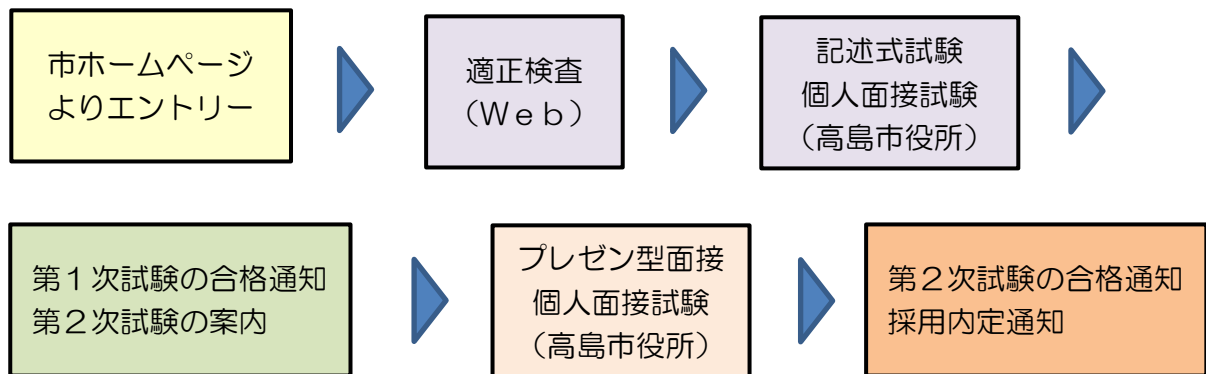 市ホームページ
よりエントリー
適正検査
（Ｗｅｂ）
記述式試験
個人面接試験
（高島市役所）
第１次試験の合格通知
第２次試験の案内
プレゼン型面接
個人面接試験
（高島市役所）
第２次試験の合格通知
採用内定通知